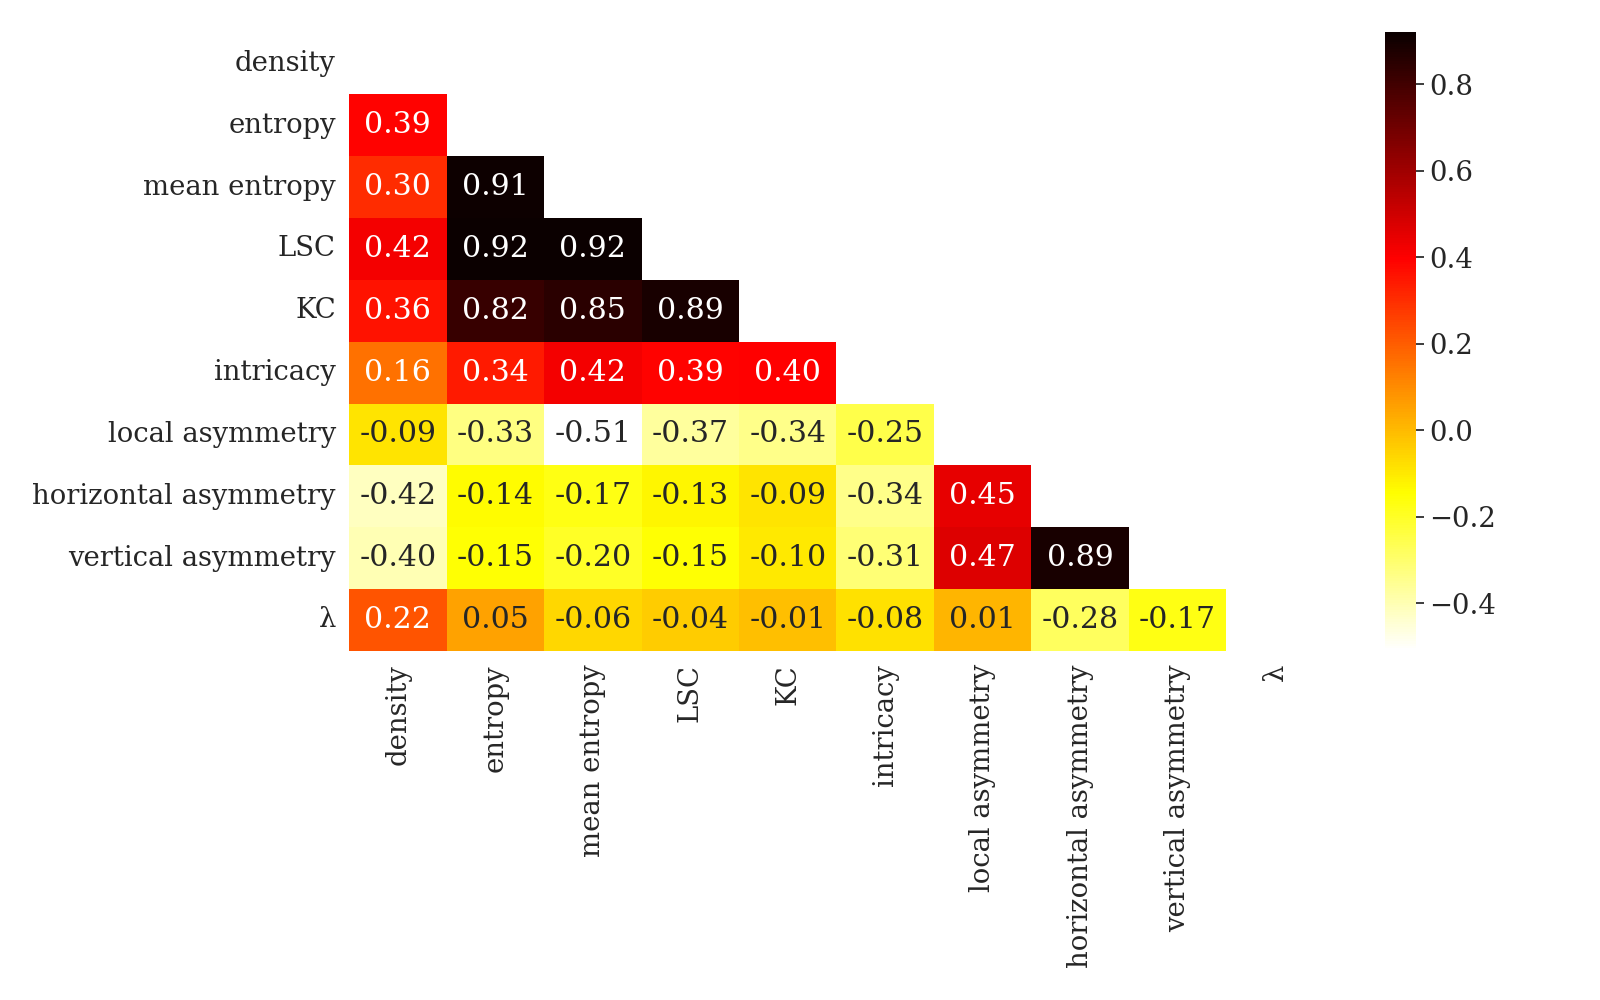 density
entropy 0.39
mean entropy 0.30 0.91
LSC 0.42 0.92 0.92
KC 0.36 0.82 0.85 0.89
intricacy 0.16 0.34 0.42 0.39 0.40
local asymmetry -0.09 -0.33 -0.51 -0.37 -0.34 -0.25
horizontal asymmetry -0.42 -0.14 -0.17 -0.13 -0.09 -0.34 0.45
vertical asymmetry -0.40 -0.15 -0.20 -0.15 -0.10 -0.31 0.47 0.89
λ 0.22 0.05 -0.06 -0.04 -0.01 -0.08 0.01 -0.28 -0.17
density
entropy
mean entropy
LSC
KC
intricacy
local asymmetry
horizontal asymmetry
vertical asymmetry
λ
0.8
0.6
0.4
0.2
0.0
−0.2
−0.4